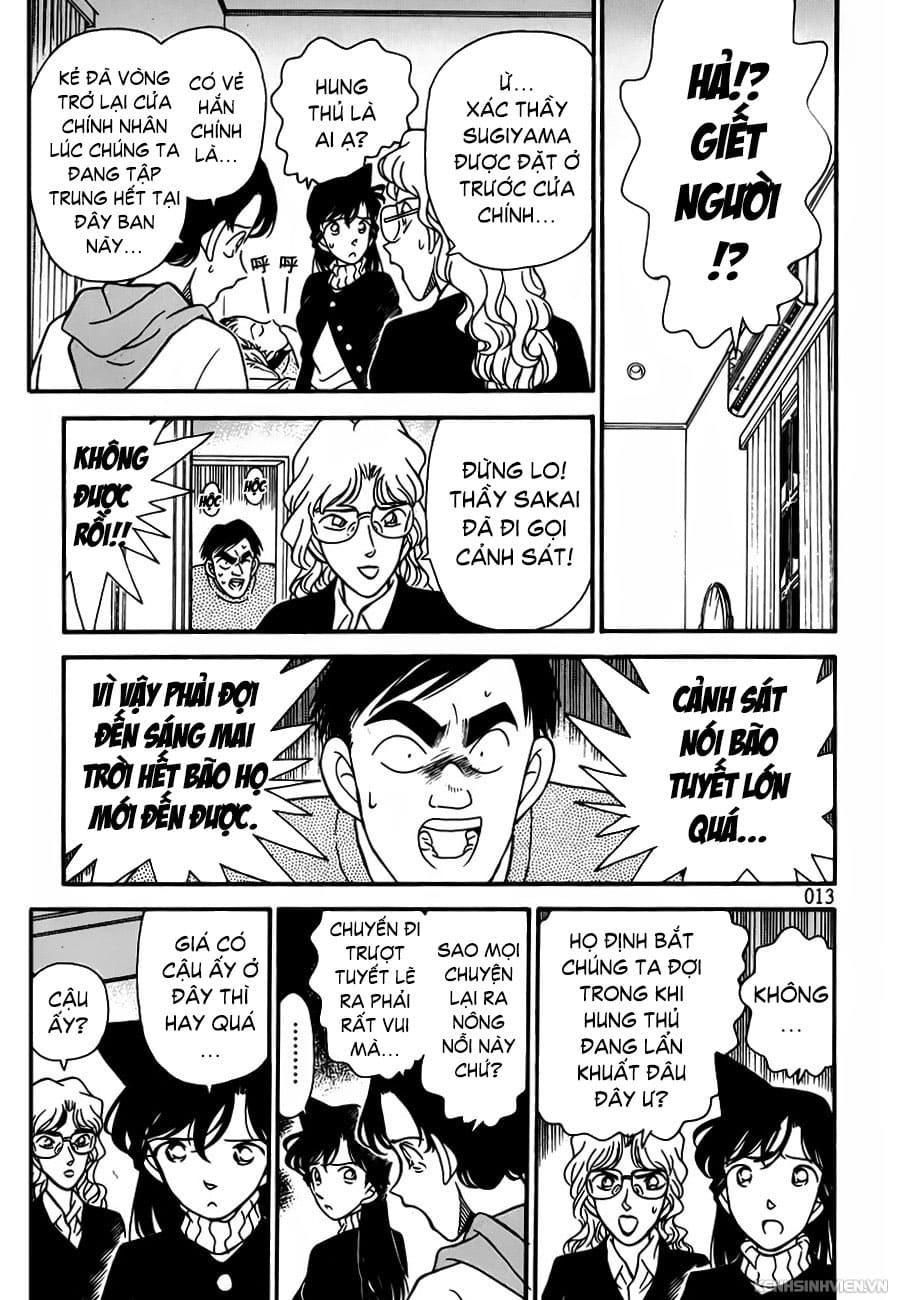 HẢ!?
GIẾT
NGƯỜI
!?
Ừ...
XÁC THẦY
SUGIYAMA
ĐƯỢC ĐẶT Ở
TRƯỚC CỬA
CHÍNH...
HUNG
THỦ LÀ
AI Ạ?
CÓ VẺ
HẮN
CHÍNH
LÀ...
KẺ ĐÃ VÒNG
TRỞ LẠI CỬA
CHÍNH NHÂN
LÚC CHÚNG TA
ĐANG TẬP
TRUNG HẾT TẠI
ĐÂY BAN
NÃY...
呼
呼
ĐỪNG LO!
THẦY SAKAI
ĐÃ ĐI GỌI
CẢNH SÁT!
HỘC
HỘC
KHÔNG
ĐƯỢC
RỒI!!
CẢNH SÁT
NÓI BÃO
TUYẾT LỚN
QUÁ...
VÌ VẬY PHẢI ĐỢI
ĐẾN SÁNG MAI
TRỜI HẾT BÃO HỌ
MỚI ĐẾN ĐƯỢC.
013
KHÔNG
...
HỌ ĐỊNH BẮT
CHÚNG TA ĐỢI
TRONG KHI
HUNG THỦ
ĐANG LẨN
KHUẤT ĐÂU
ĐÂY Ư?
SAO MỌI
CHUYỆN
LẠI RA
NÔNG
NỖI NÀY
CHỨ?
CHUYẾN ĐI
TRƯỢT
TUYẾT LẼ
RA PHẢI
RẤT VUI
MÀ...
.........
GIÁ CÓ
CẬU ẤY Ở
ĐÂY THÌ
HAY QUÁ
...
CẬU
ẤY?
KENHSINHVIEN.VN